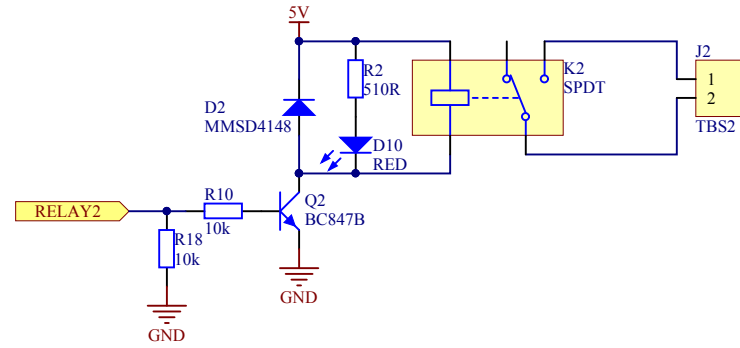 5V
J2
K2
SPDT
R2
510R
1
2
D2
MMSD4148
TBS2
D10
RED
R10
10k
Q2
BC847B
RELAY2
R18
10k
GND
GND